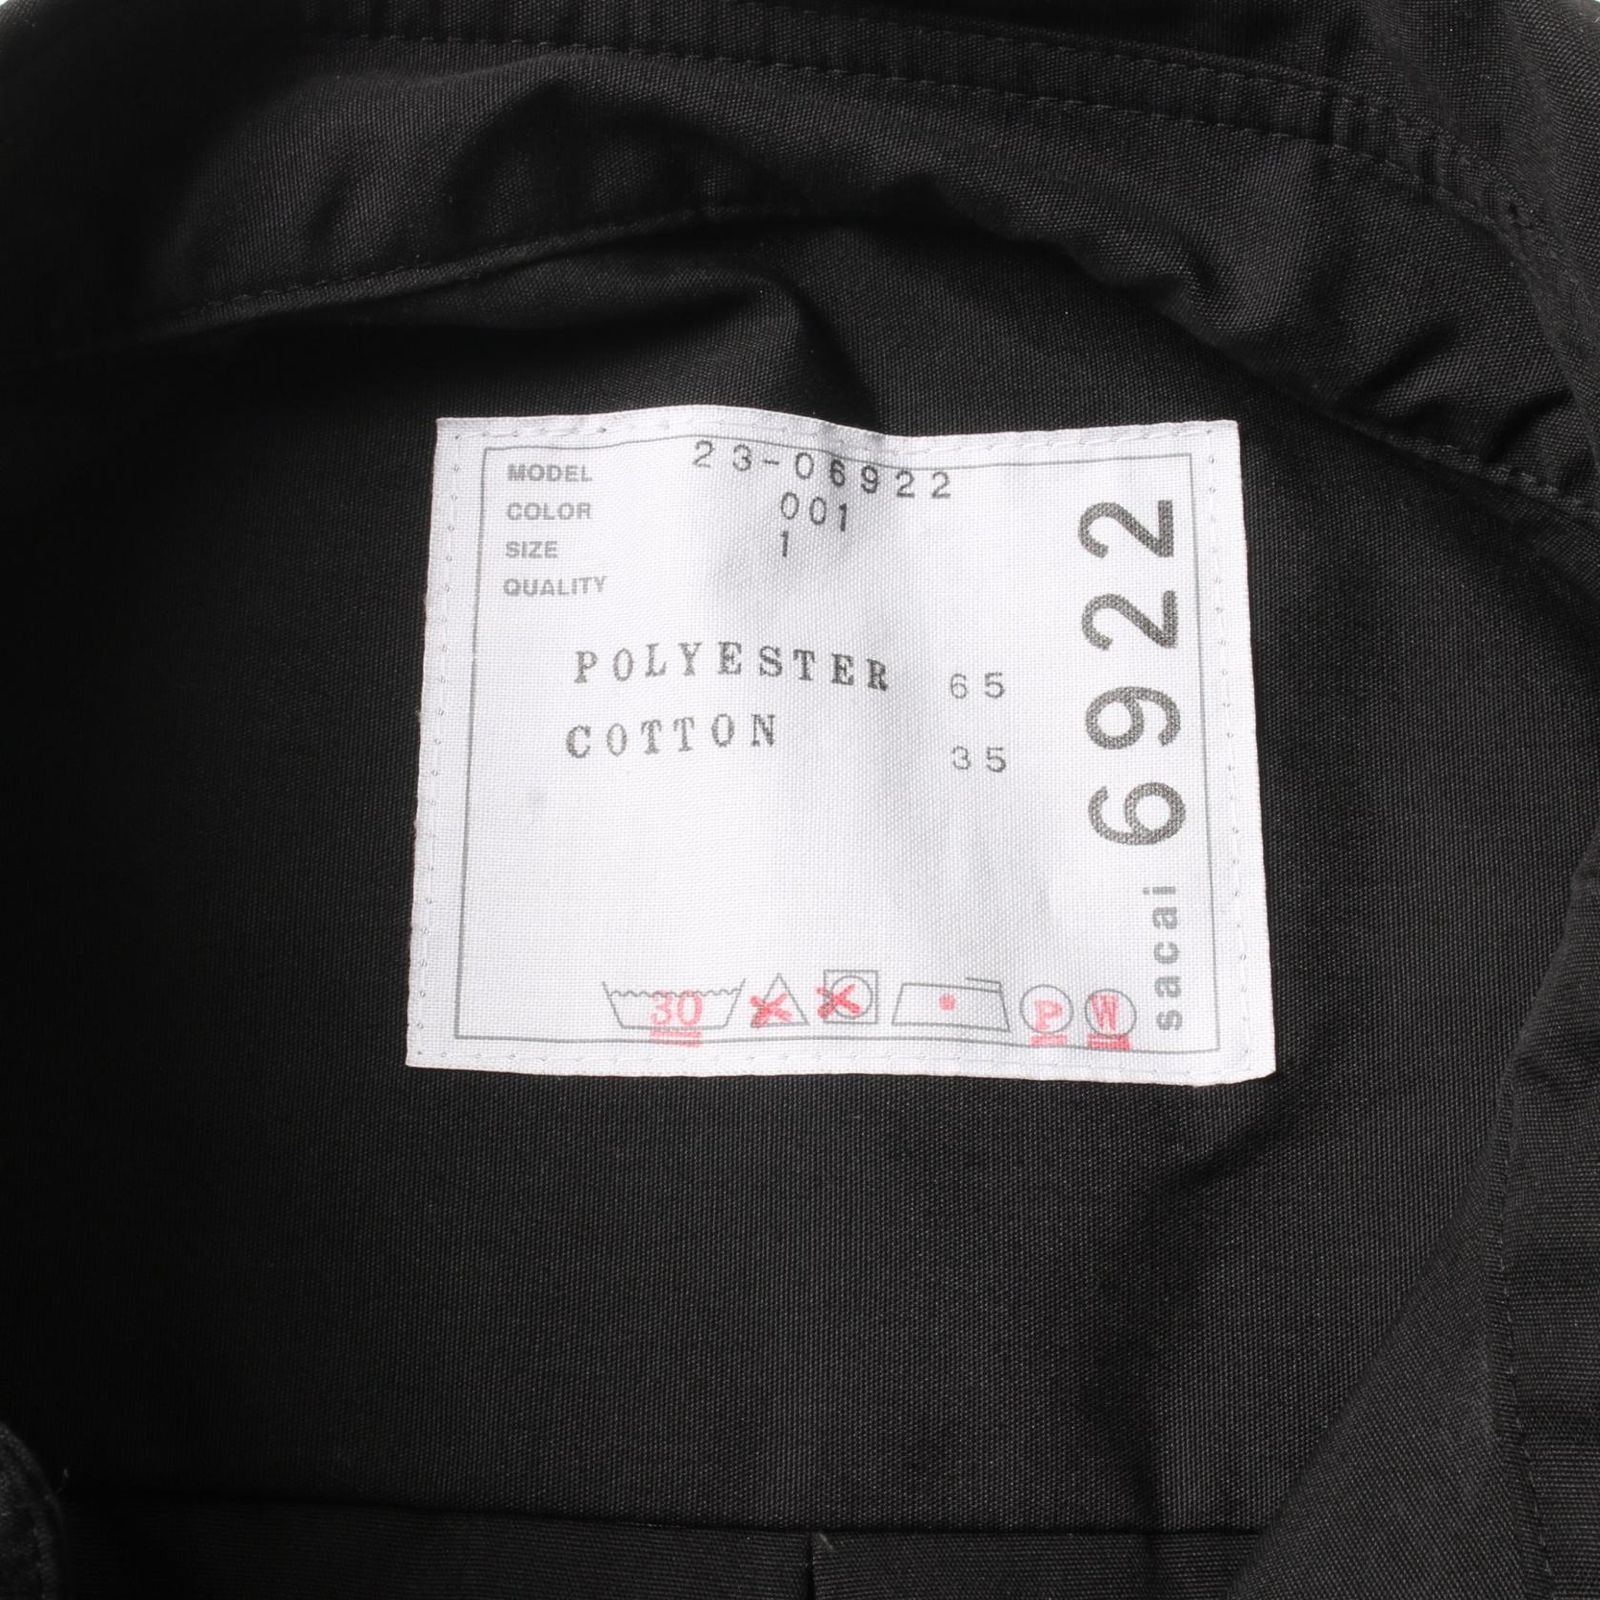 MODEL 23-06922
COLOR 001
SIZE 1
QUALITY
POLYESTER 65
COTTON 35
30
P
W
sacai 6922